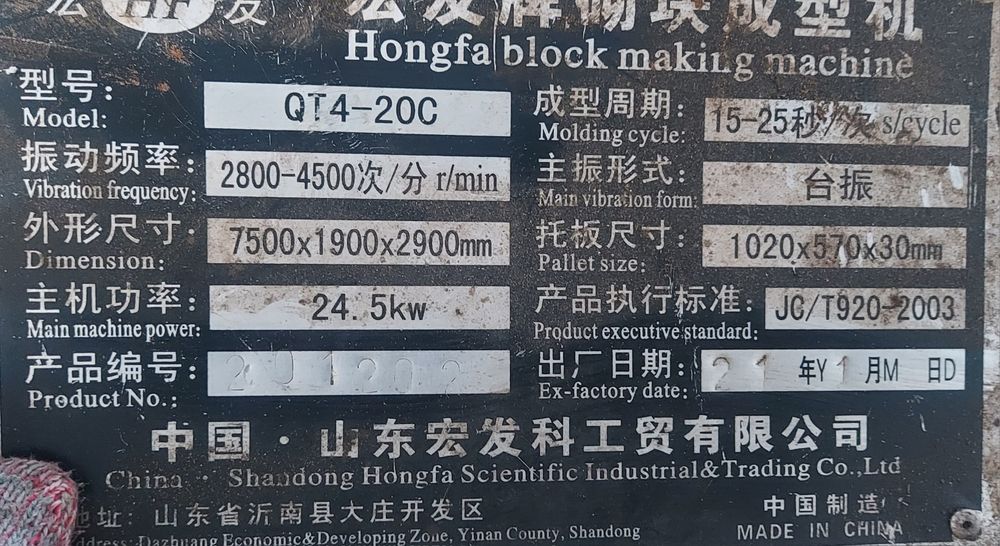 宏 HF 发 宏发牌砌块成型机
Hongfa block making machine
型号: QT4-20C 成型周期: 15-25秒/次 s/cycle
Model: Molding cycle:
振动频率: 2800-4500次/分 r/min 主振形式: 台振
Vibration frequency: Main vibration form:
外形尺寸: 7500x1900x2900mm 托板尺寸: 1020x570x30mm
Dimension: Pallet size:
主机功率: 24.5kw 产品执行标准: JC/T920-2003
Main machine power: Product executive standard:
产品编号: 201202 出厂日期: 21 年Y 1 月M 日D
Product No.: Ex-factory date:
中国·山东宏发科工贸有限公司
China · Shandong Hongfa Scientific Industrial&Trading Co.,Ltd
地址: 山东省沂南县大庄开发区 中国制造
Address: Dazhuang Economic&Developing Zone, Yinan County, Shandong MADE IN CHINA